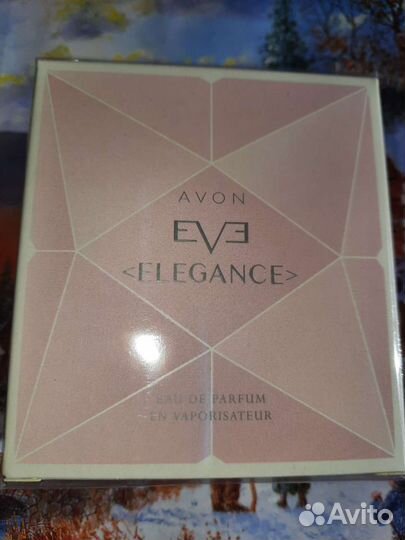 AVON
EVE
<ELEGANCE>
EAU DE PARFUM
EN VAPORISATEUR
Avito